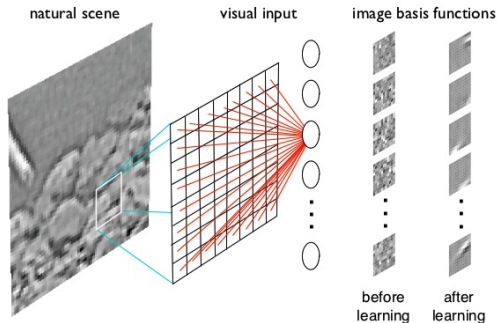 natural scene
visual input
image basis functions
before
learning
after
learning